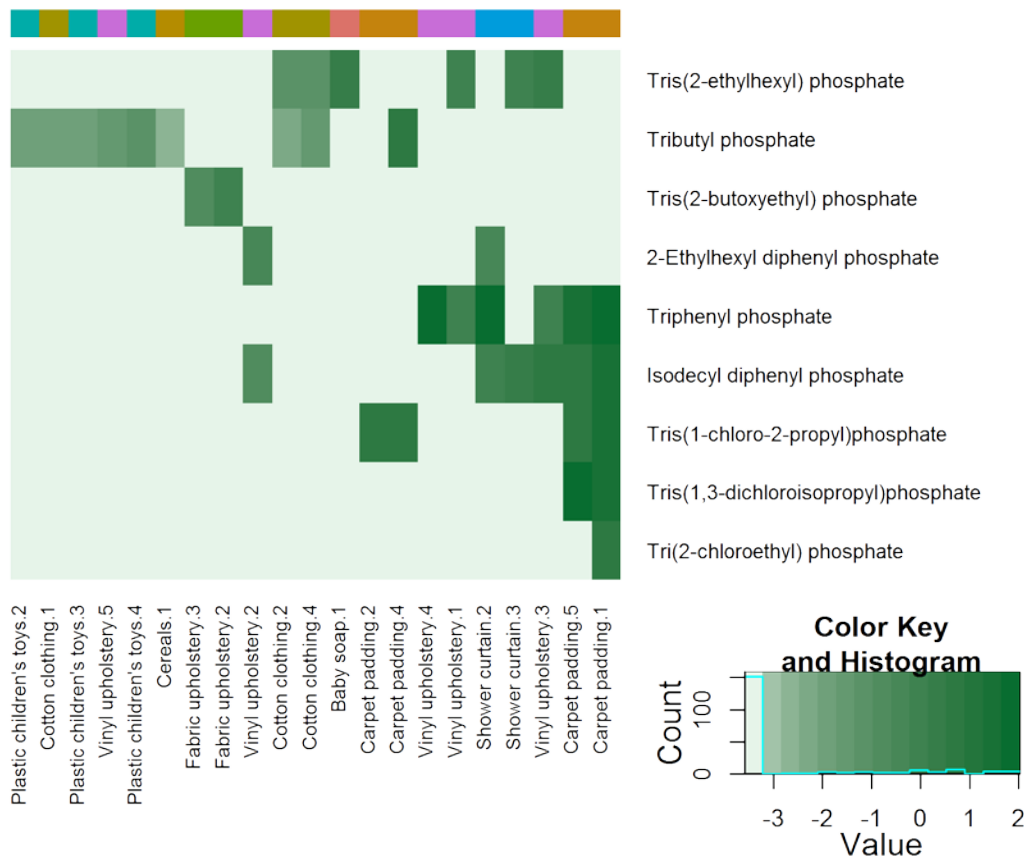 Tris(2-ethylhexyl) phosphate
Tributyl phosphate
Tris(2-butoxyethyl) phosphate
2-Ethylhexyl diphenyl phosphate
Triphenyl phosphate
Isodecyl diphenyl phosphate
Tris(1-chloro-2-propyl)phosphate
Tris(1,3-dichloroisopropyl)phosphate
Tri(2-chloroethyl) phosphate
Plastic children's toys.2
Cotton clothing.1
Plastic children's toys.3
Vinyl upholstery.5
Plastic children's toys.4
Cereals.1
Fabric upholstery.3
Fabric upholstery.2
Vinyl upholstery.2
Cotton clothing.2
Cotton clothing.4
Baby soap.1
Carpet padding.2
Carpet padding.4
Vinyl upholstery.4
Vinyl upholstery.1
Shower curtain.2
Shower curtain.3
Vinyl upholstery.3
Carpet padding.5
Carpet padding.1
Color Key
and Histogram
Count
100
0
-3 -2 -1 0 1 2
Value